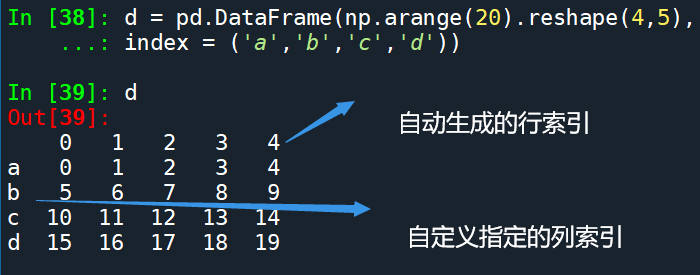 In [38]: d = pd.DataFrame(np.arange(20).reshape(4,5),
...: index = ('a','b','c','d'))
In [39]: d
Out[39]:
0 1 2 3 4
自动生成的行索引
a 0 1 2 3 4
b 5 6 7 8 9
c 10 11 12 13 14
自定义指定的列索引
d 15 16 17 18 19